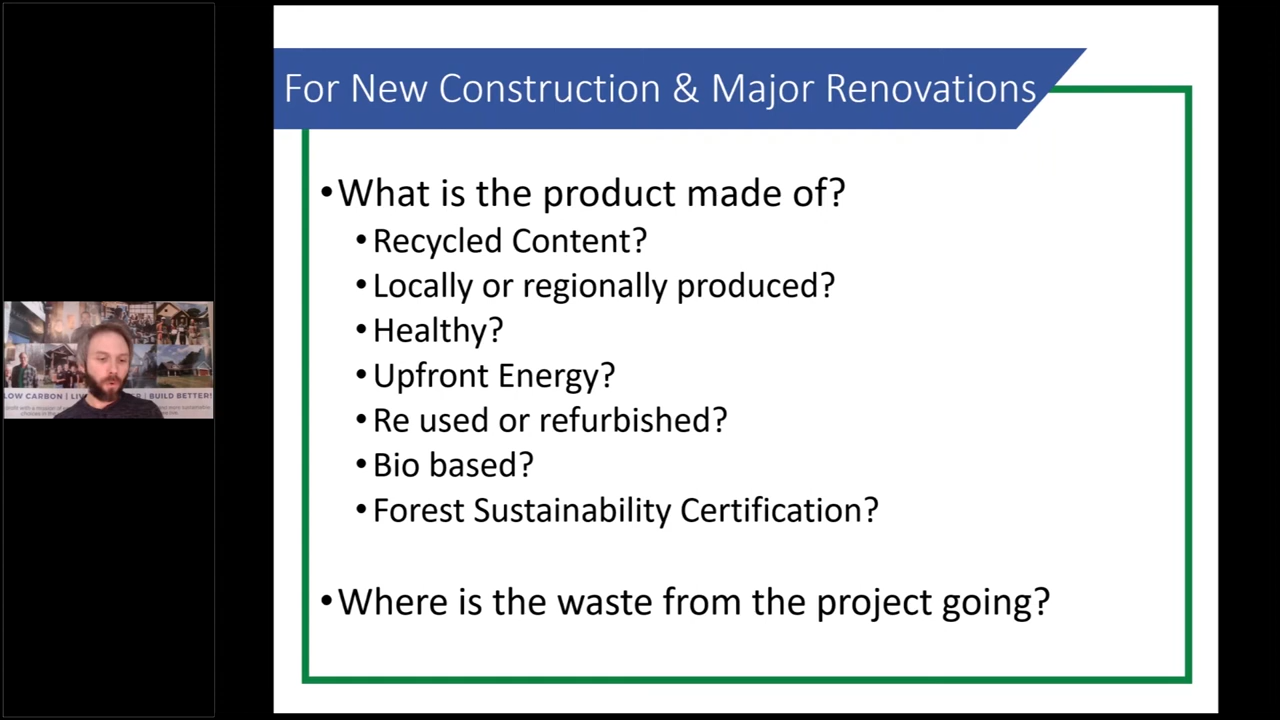 For New Construction & Major Renovations
•What is the product made of?
•Recycled Content?
•Locally or regionally produced?
•Healthy?
•Upfront Energy?
•Re used or refurbished?
•Bio based?
•Forest Sustainability Certification?
•Where is the waste from the project going?
LOW CARBON | LIV
R | BUILD BETTER!